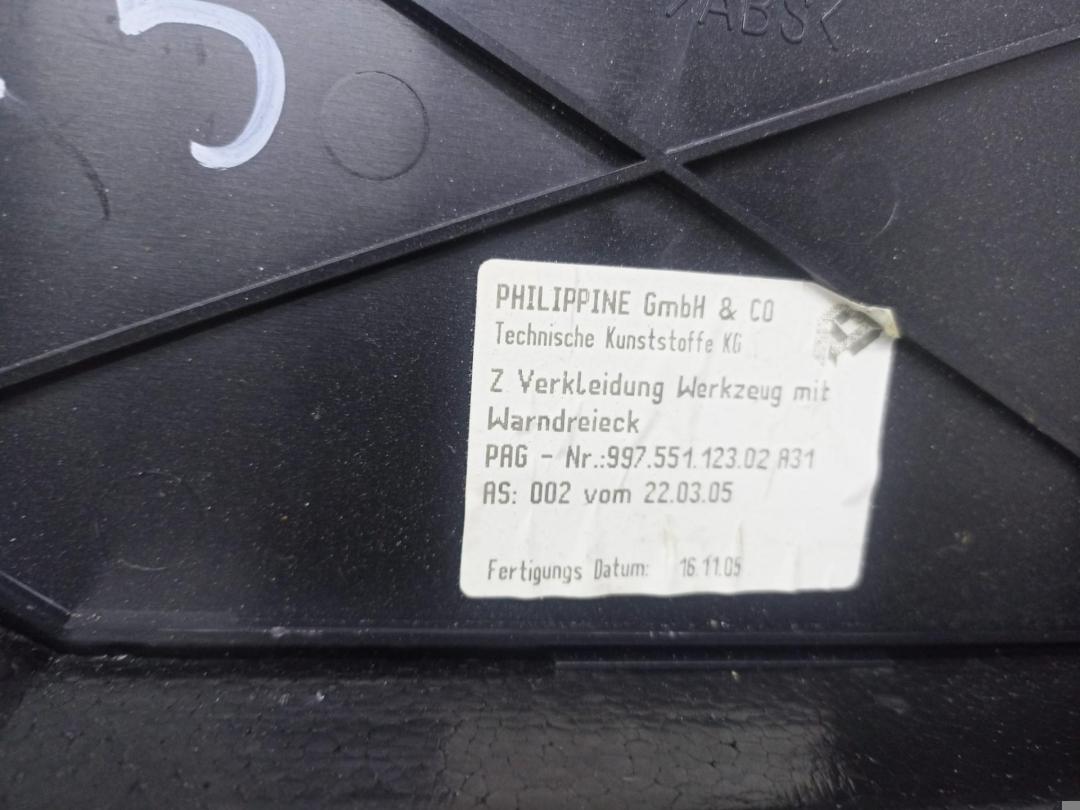 >ABS<
5
PHILIPPINE GmbH & CO
Technische Kunststoffe KG
Z Verkleidung Werkzeug mit
Warndreieck
PAG - Nr.:997.551.123.02 A31
AS: 002 vom 22.03.05
Fertigungs Datum: 16.11.05